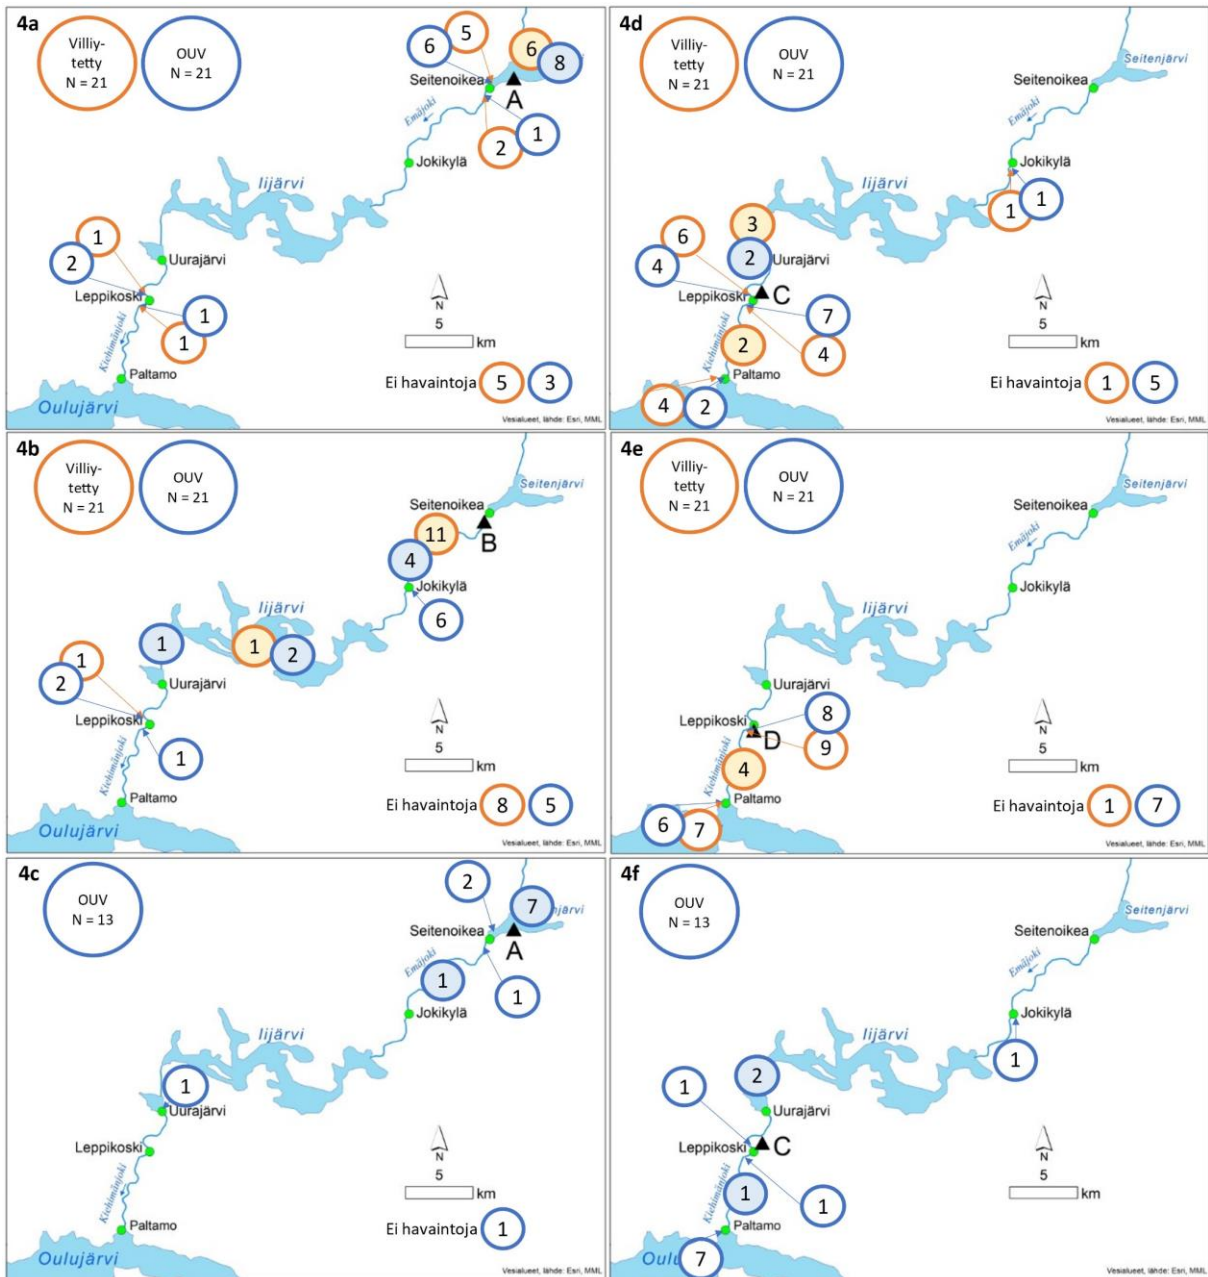 4a
Villiy-
tetty
N = 21
OUV
N = 21
6
5
6
8
Seitenoikea
A
Emäjoki
2
1
Jokikylä
Iijärvi
1
2
Uurajärvi
Leppikoski
1
1
Kiehimänjoki
Paltamo
Oulujärvi
N
5
km
Ei havaintoja 5 3
Vesialueet, lähde: Esri, MML
4d
Villiy-
tetty
N = 21
OUV
N = 21
Seitenjärvi
Seitenoikea
Emäjoki
Jokikylä
1
1
Iijärvi
3
2
Uurajärvi
6
4
Leppikoski
C
7
4
Kiehimänjoki
2
Paltamo
4
2
N
5
km
Ei havaintoja 1 5
Vesialueet, lähde: Esri, MML
4b
Villiy-
tetty
N = 21
OUV
N = 21
Seitenjärvi
Seitenoikea
B
11
4
Jokikylä
6
Iijärvi
1
1
2
Uurajärvi
1
2
Leppikoski
1
Kiehimänjoki
Paltamo
Oulujärvi
N
5
km
Ei havaintoja 8 5
Vesialueet, lähde: Esri, MML
4e
Villiy-
tetty
N = 21
OUV
N = 21
Seitenjärvi
Seitenoikea
Emäjoki
Jokikylä
Iijärvi
Uurajärvi
Leppikoski
D
8
9
Kiehimänjoki
4
Paltamo
6
7
N
5
km
Ei havaintoja 1 7
Vesialueet, lähde: Esri, MML
4c
OUV
N = 13
2
7
njärvi
Seitenoikea
A
Emäjoki
1
1
Jokikylä
Iijärvi
1
Uurajärvi
Leppikoski
Kiehimänjoki
Paltamo
Oulujärvi
N
5
km
Ei havaintoja 1
Vesialueet, lähde: Esri, MML
4f
OUV
N = 13
Seitenjärvi
Seitenoikea
Emäjoki
Jokikylä
1
Iijärvi
2
1
Uurajärvi
Leppikoski
C
1
Kiehimänjoki
1
Paltamo
7
N
5
km
Vesialueet, lähde: Esri, MML